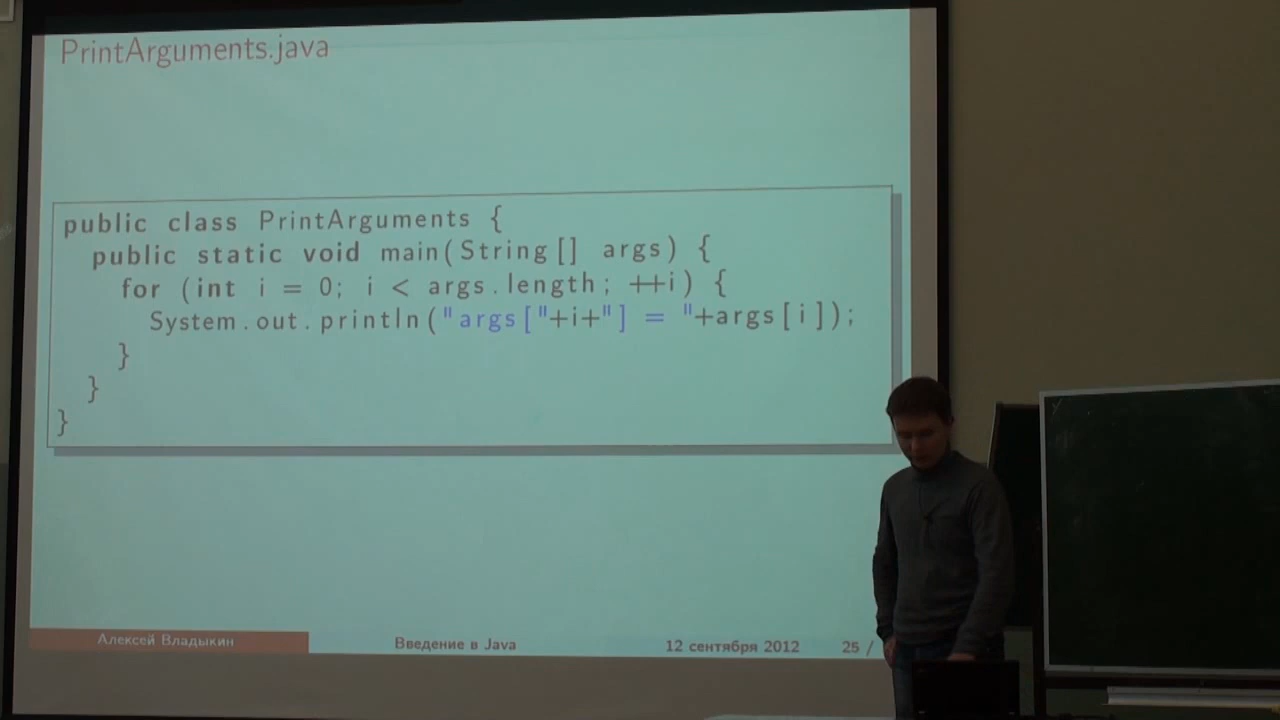 PrintArguments.java
public class PrintArguments {
public static void main(String[] args) {
for (int i = 0; i < args.length; ++i) {
System.out.println("args["+i+"] = "+args[i]);
}
}
}
Алексей Владыкин Введение в Java 12 сентября 2012 25 /